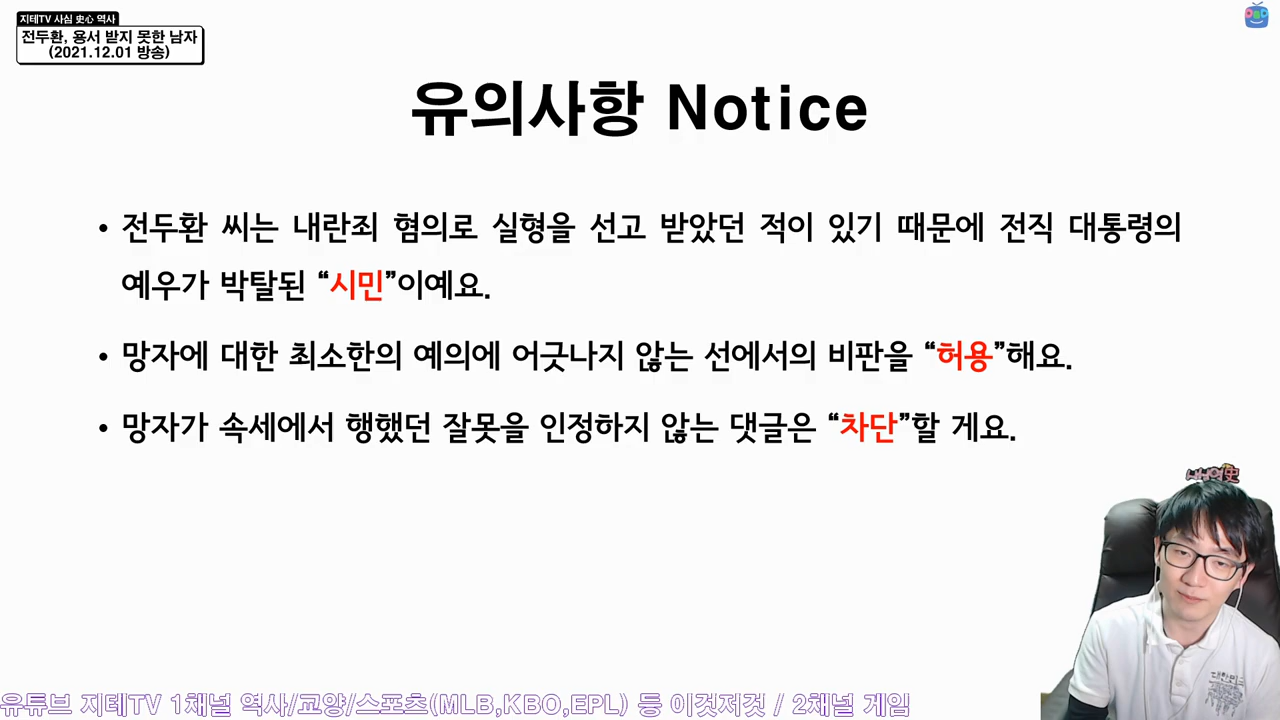 지테TV 사심 史心 역사
전두환, 용서 받지 못한 남자
(2021.12.01 방송)
유의사항 Notice
• 전두환 씨는 내란죄 혐의로 실형을 선고 받았던 적이 있기 때문에 전직 대통령의
예우가 박탈된 “시민”이예요.
• 망자에 대한 최소한의 예의에 어긋나지 않는 선에서의 비판을 “허용”해요.
• 망자가 속세에서 행했던 잘못을 인정하지 않는 댓글은 “차단”할 게요.
유튜브 지테TV 1채널 역사/교양/스포츠(MLB,KBO,EPL) 등 이것저것 / 2채널 게임